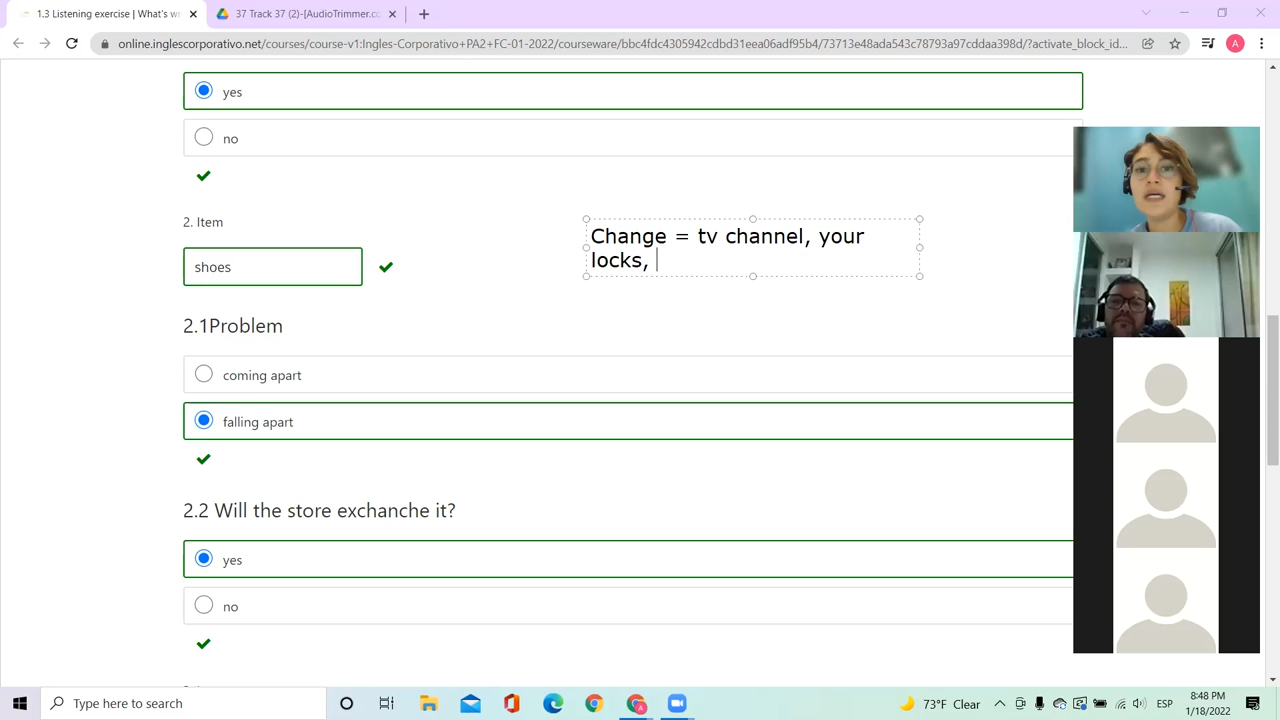 1.3 Listening exercise | What's wr
37 Track 37 (2)-[AudioTrimmer.co
online.inglescorporativo.net/courses/course-v1:Ingles-Corporativo+PA2+FC.01-2022/courseware/bbc4fdc4305942cdbd31eea06adf95b4/73713e48ada543c78793a97cddaa398d/?activate_block_id...
A
yes
no
2. Item
Change = tv channel, your
locks,
shoes
2.1Problem
coming apart
falling apart
2.2 Will the store exchanche it?
yes
no
Type here to search
A
73°F Clear
ESP
8:48 PM
1/18/2022